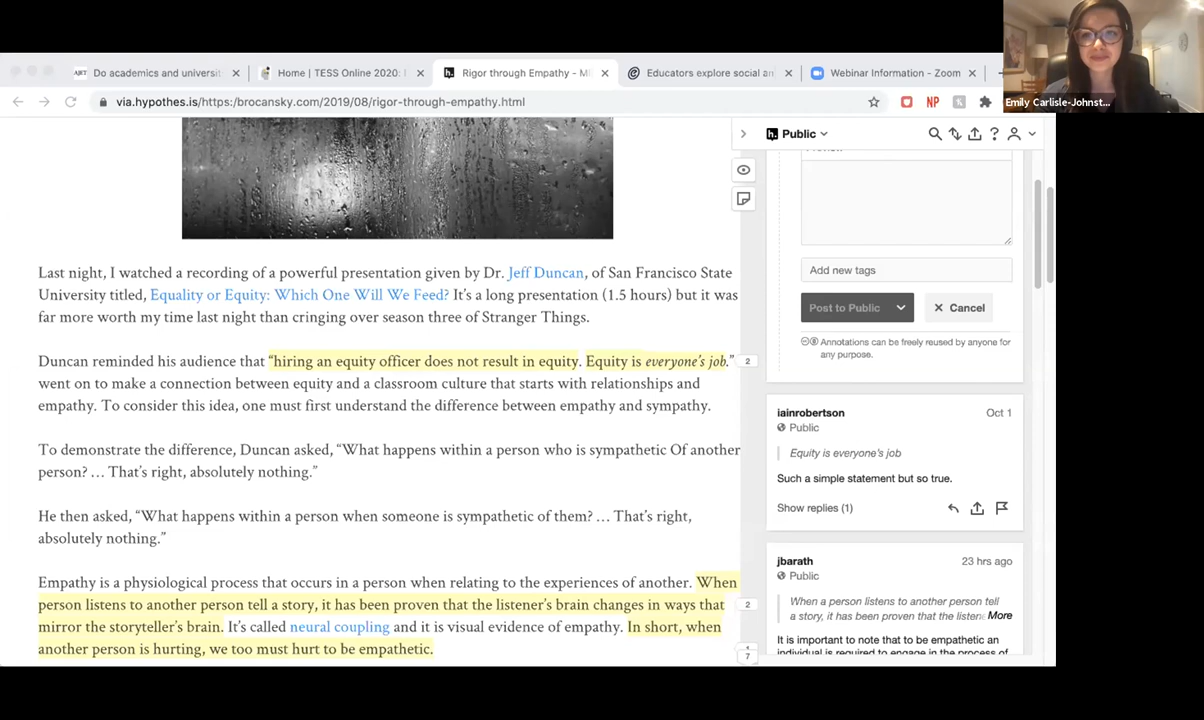 Do academics and universit
Home | TESS Online 2020:
Rigor through Empathy - M
Educators explore social an
Webinar Information - Zoom
via.hypothes.is/https:/brocansky.com/2019/08/rigor-through-empathy.html
NP
Emily Carlisle-Johnst...
Last night, I watched a recording of a powerful presentation given by Dr. Jeff Duncan, of San Francisco State
University titled, Equality or Equity: Which One Will We Feed? It's a long presentation (1.5 hours) but it was
far more worth my time last night than cringing over season three of Stranger Things.
Duncan reminded his audience that “hiring an equity officer does not result in equity. Equity is everyone's job.”
went on to make a connection between equity and a classroom culture that starts with relationships and
empathy. To consider this idea, one must first understand the difference between empathy and sympathy.
To demonstrate the difference, Duncan asked, “What happens within a person who is sympathetic Of another
person? … That's right, absolutely nothing.”
He then asked, “What happens within a person when someone is sympathetic of them? … That's right,
absolutely nothing.”
Empathy is a physiological process that occurs in a person when relating to the experiences of another. When
person listens to another person tell a story, it has been proven that the listener's brain changes in ways that
mirror the storyteller's brain. It's called neural coupling and it is visual evidence of empathy. In short, when
another person is hurting, we too must hurt to be empathetic.
2
2
7
Public
Add new tags
Post to Public
Cancel
Annotations can be freely reused by anyone for
any purpose.
iainrobertson
Oct 1
Public
Equity is everyone's job
Such a simple statement but so true.
Show replies (1)
jbarath
23 hrs ago
Public
When a person listens to another person tell
a story, it has been proven that the listen More
It is important to note that to be empathetic an
individual is required to engage in the process of